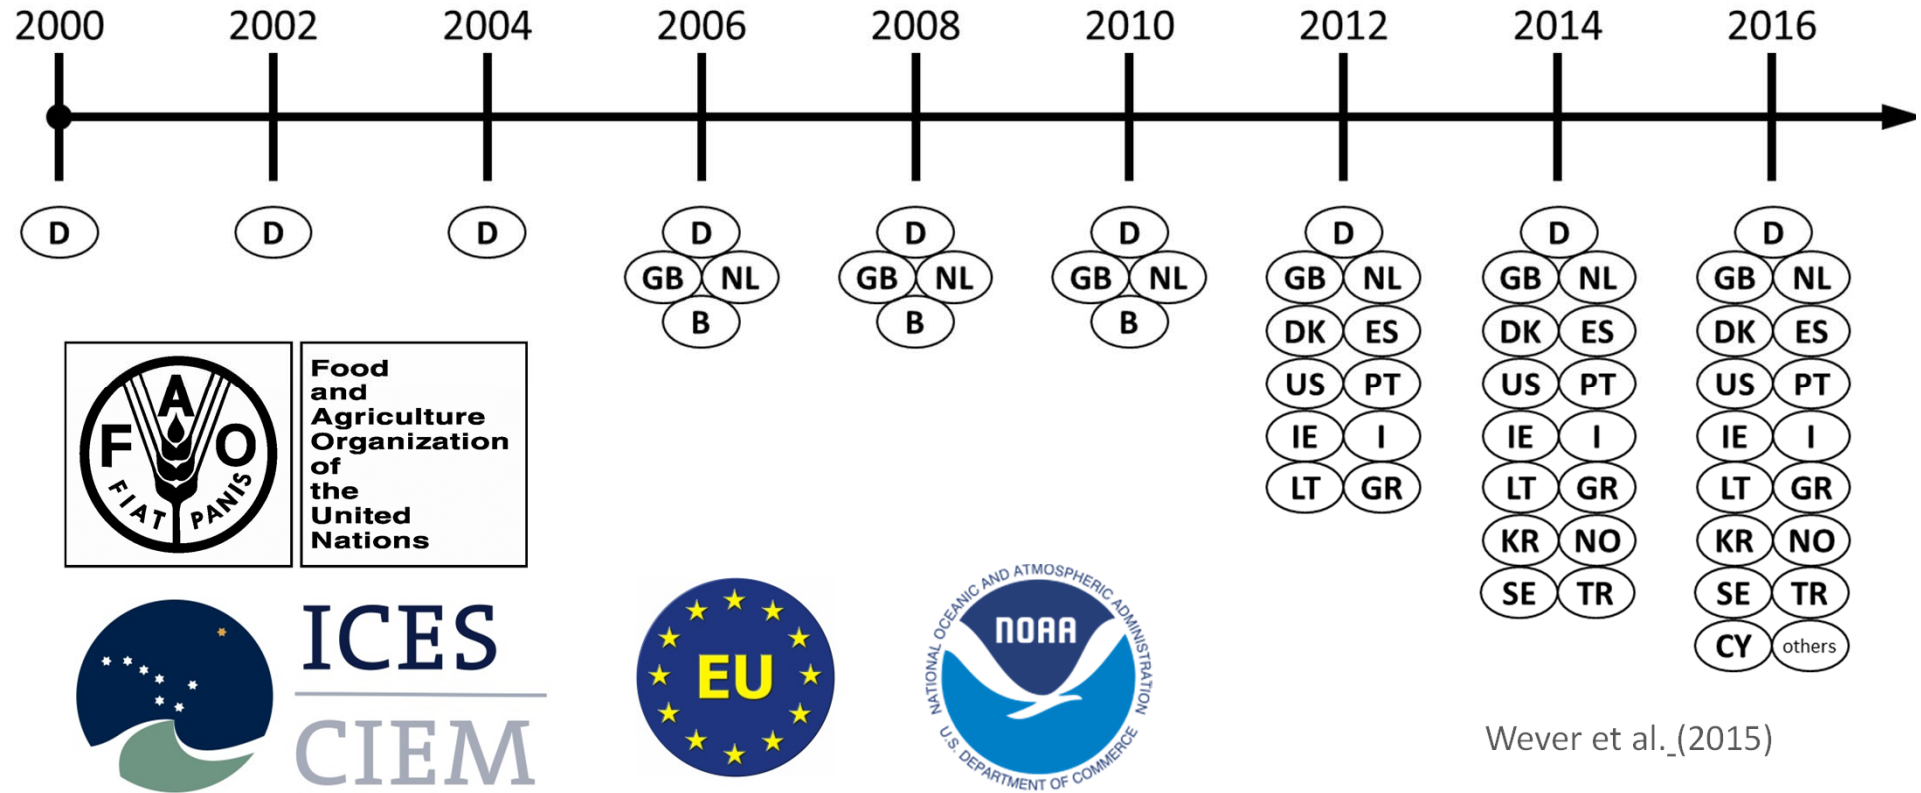 2000 2002 2004 2006 2008 2010 2012 2014 2016
D D D D D D D D D
GB NL GB NL GB NL GB NL GB NL GB NL
B B B DK ES DK ES DK ES
US PT US PT US PT
IE I IE I IE I
LT GR LT GR LT GR
KR NO KR NO
SE TR SE TR
CY others
F A O
FIAT PANIS
Food
and
Agriculture
Organization
of
the
United
Nations
ICES
CIEM
EU
NATIONAL OCEANIC AND ATMOSPHERIC ADMINISTRATION
NOAA
U.S. DEPARTMENT OF COMMERCE
Wever et al. (2015)